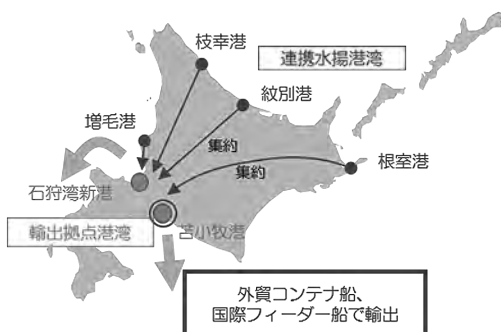 枝幸港
連携水揚港湾
紋別港
増毛港
集約
根室港
集約
石狩湾新港
輸出拠点港湾
苫小牧港
外貿コンテナ船、
国際フィーダー船で輸出